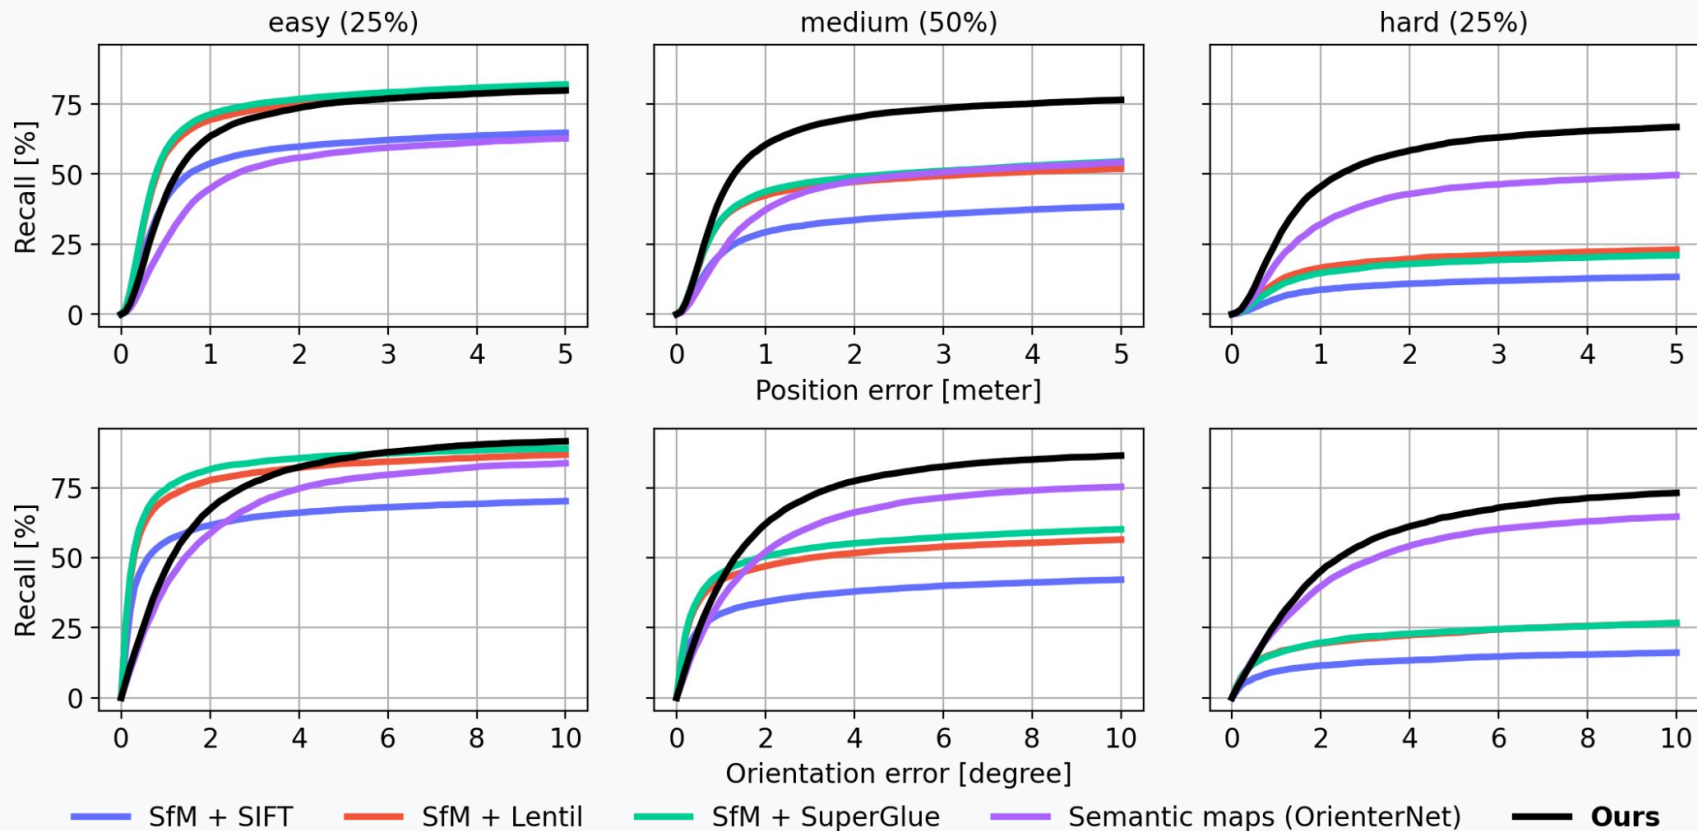 easy (25%) medium (50%) hard (25%)
Recall [%]
75
50
25
0
0 1 2 3 4 5
0 1 2 3 4 5
0 1 2 3 4 5
Position error [meter]
Recall [%]
75
50
25
0
0 2 4 6 8 10
0 2 4 6 8 10
0 2 4 6 8 10
Orientation error [degree]
SfM + SIFT SfM + Lentil SfM + SuperGlue Semantic maps (OrienterNet) Ours